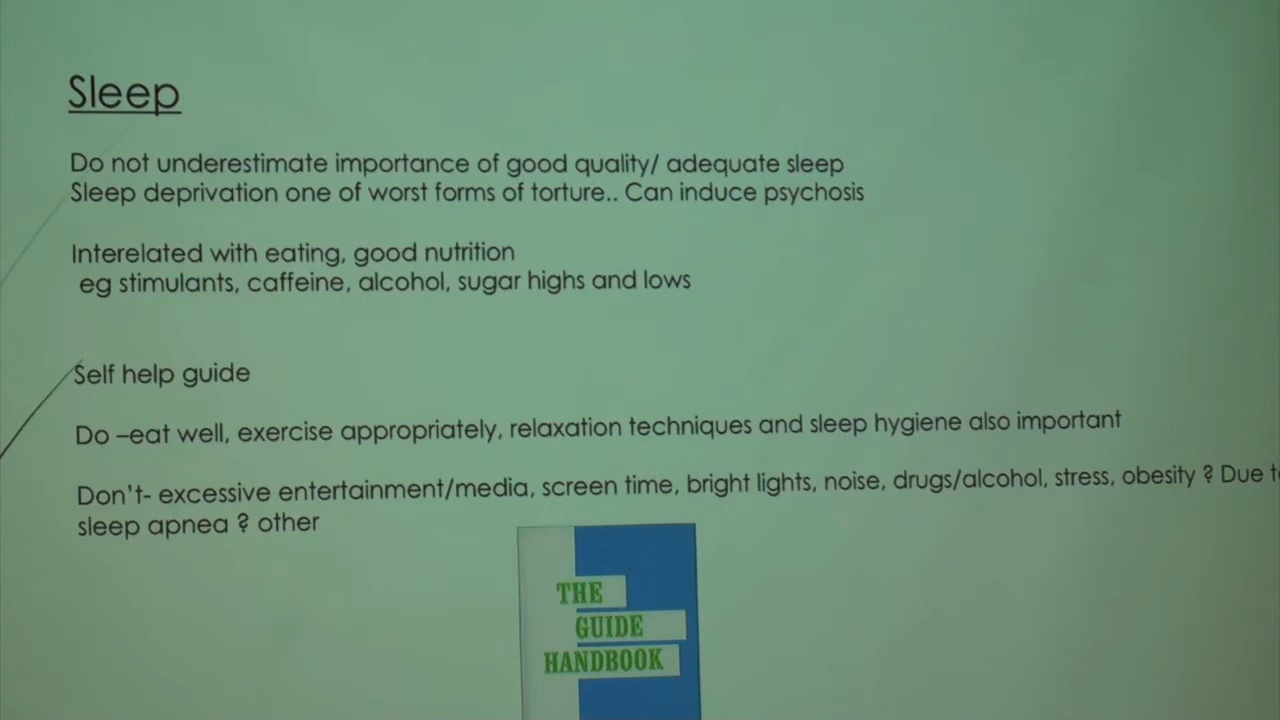 Sleep
Do not underestimate importance of good quality/ adequate sleep
Sleep deprivation one of worst forms of torture.. Can induce psychosis
Interelated with eating, good nutrition
eg stimulants, caffeine, alcohol, sugar highs and lows
Self help guide
Do –eat well, exercise appropriately, relaxation techniques and sleep hygiene also important
Don't- excessive entertainment/media, screen time, bright lights, noise, drugs/alcohol, stress, obesity ? Due to
sleep apnea ? other
THE
GUIDE
HANDBOOK